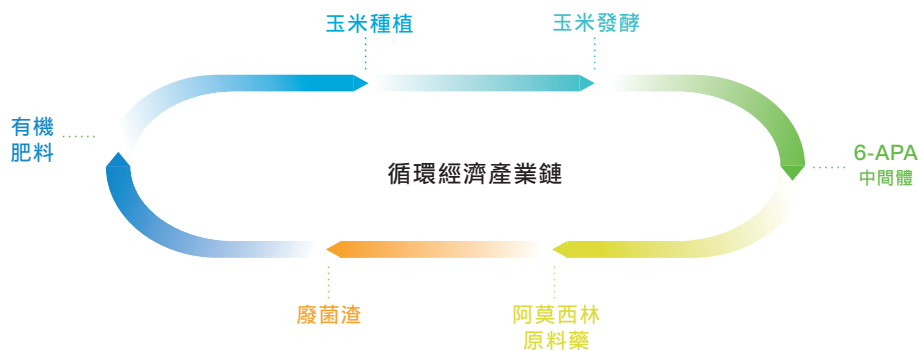 玉米種植
玉米發酵
有機
肥料
6-APA
中間體
循環經濟產業鏈
廢菌渣
阿莫西林
原料藥